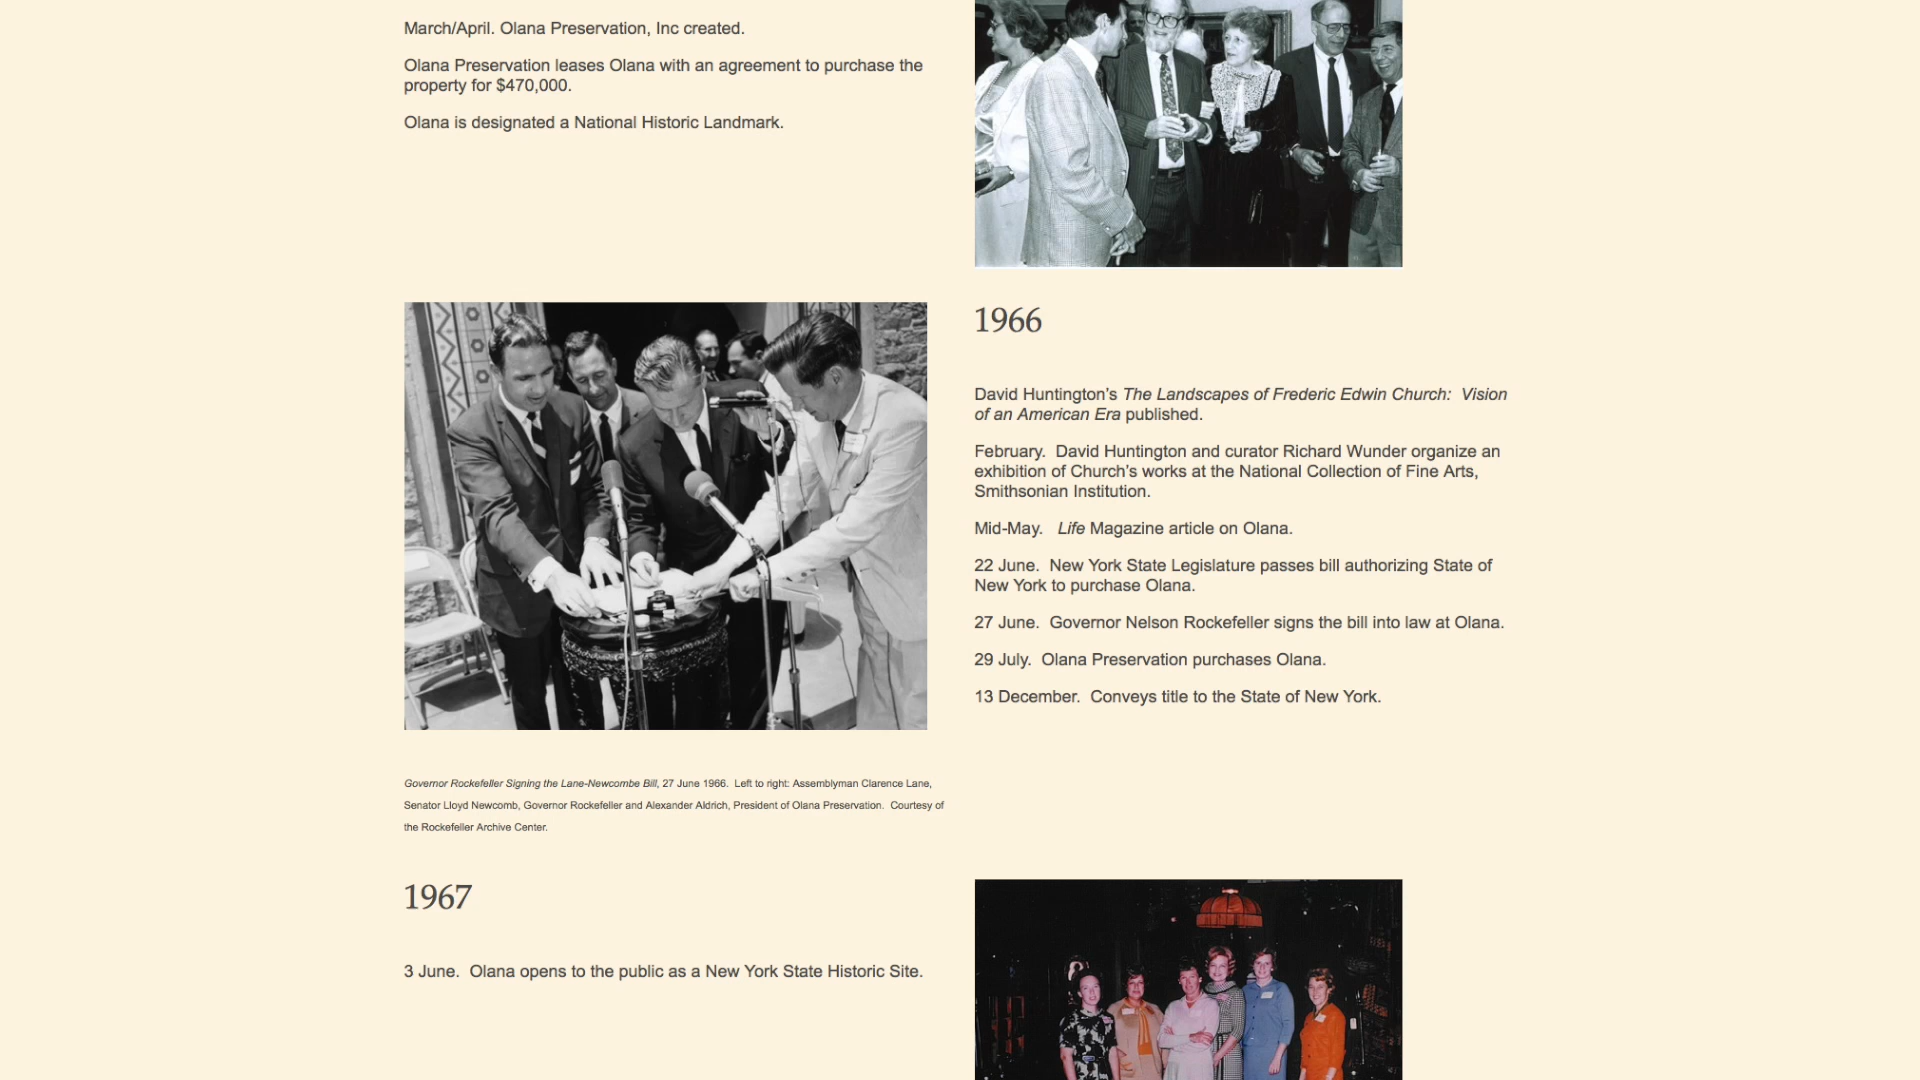 March/April. Olana Preservation, Inc created.
Olana Preservation leases Olana with an agreement to purchase the
property for $470,000.
Olana is designated a National Historic Landmark.
1966
David Huntington’s The Landscapes of Frederic Edwin Church:  Vision
of an American Era published.
February.  David Huntington and curator Richard Wunder organize an
exhibition of Church’s works at the National Collection of Fine Arts,
Smithsonian Institution.
Mid-May.   Life Magazine article on Olana.
22 June.  New York State Legislature passes bill authorizing State of
New York to purchase Olana.
27 June.  Governor Nelson Rockefeller signs the bill into law at Olana.
29 July.  Olana Preservation purchases Olana.
13 December.  Conveys title to the State of New York.
Governor Rockefeller Signing the Lane-Newcombe Bill, 27 June 1966.  Left to right: Assemblyman Clarence Lane,
Senator Lloyd Newcomb, Governor Rockefeller and Alexander Aldrich, President of Olana Preservation.  Courtesy of
the Rockefeller Archive Center.
1967
3 June.  Olana opens to the public as a New York State Historic Site.